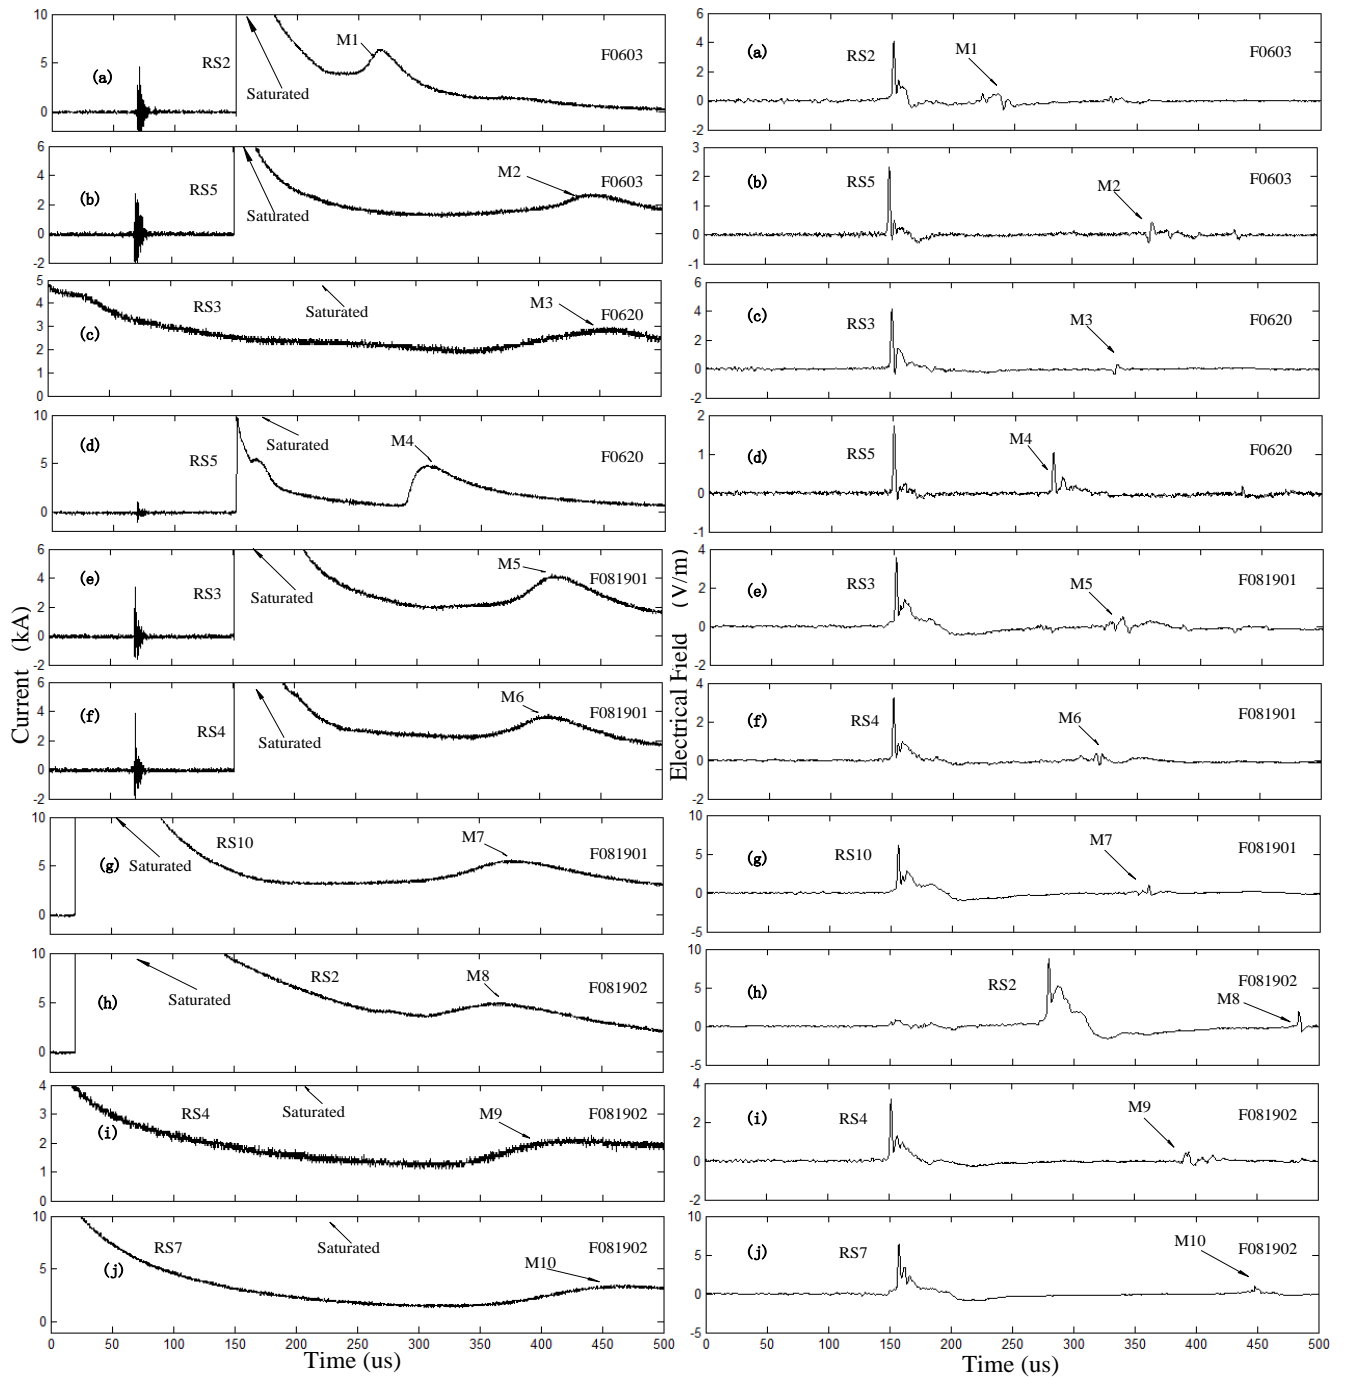 10
5
0
RS2
M1
F0603
(a)
Saturated
6
4
2
0
-2
RS5
M2
F0603
(b)
Saturated
5
4
3
2
1
0
RS3
M3
F0620
(c)
Saturated
10
5
0
(d)
RS5
Saturated
M4
F0620
6
4
2
0
-2
(e)
RS3
Saturated
M5
F081901
6
4
2
0
-2
(f)
RS4
Saturated
M6
F081901
10
5
0
(g)
Saturated
RS10
M7
F081901
10
5
0
(h)
Saturated
RS2
M8
F081902
4
3
2
1
0
(i)
RS4
Saturated
M9
F081902
10
5
0
(j)
RS7
Saturated
M10
F081902
0 50 100 150 200 250 300 350 400 450 500
Time (us)
Current (kA)
6
4
2
0
-2
(a)
RS2
M1
F0603
3
2
1
0
-1
(b)
RS5
M2
F0603
6
4
2
0
-2
(c)
RS3
M3
F0620
2
1
0
-1
(d)
RS5
M4
F0620
4
2
0
-2
(e)
RS3
M5
F081901
4
2
0
-2
(f)
RS4
M6
F081901
10
5
0
-5
(g)
RS10
M7
F081901
10
5
0
-5
(h)
RS2
M8
F081902
4
2
0
-2
(i)
RS4
M9
F081902
10
5
0
-5
(j)
RS7
M10
F081902
0 50 100 150 200 250 300 350 400 450 500
Time (us)
Electrical Field (V/m)